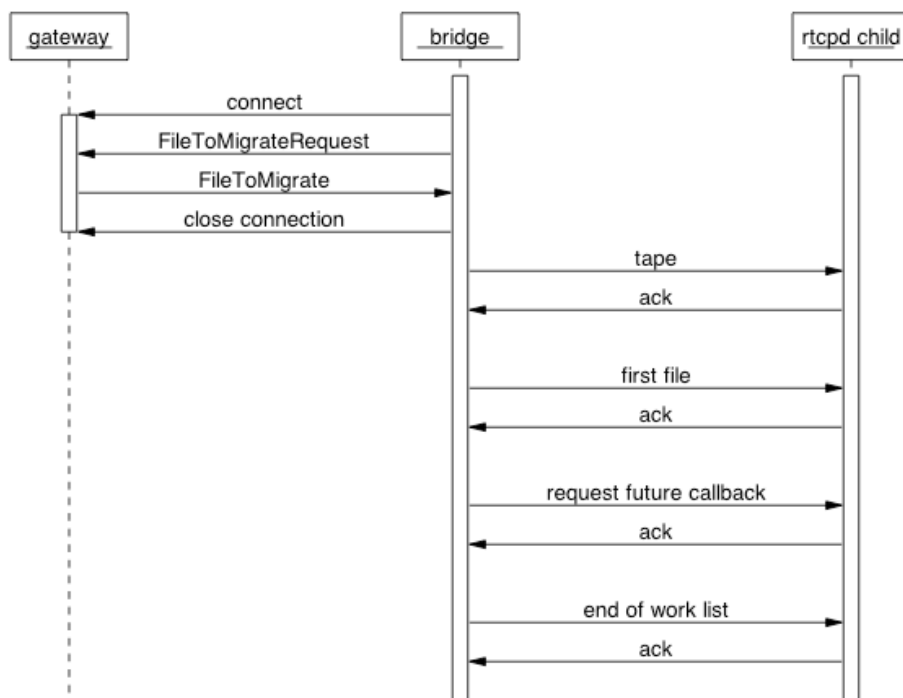 gateway
bridge
rtcpd child
connect
FileToMigrateRequest
FileToMigrate
close connection
tape
ack
first file
ack
request future callback
ack
end of work list
ack